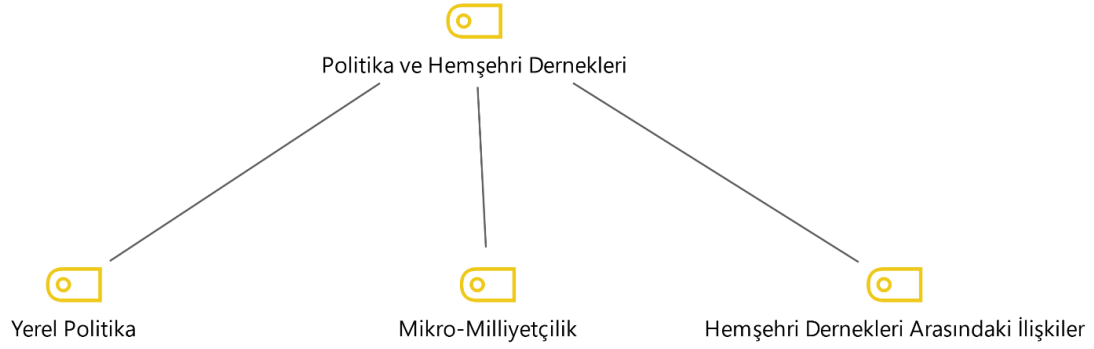 Politika ve Hemşehri Dernekleri
Yerel Politika
Mikro-Milliyetçilik
Hemşehri Dernekleri Arasındaki İlişkiler